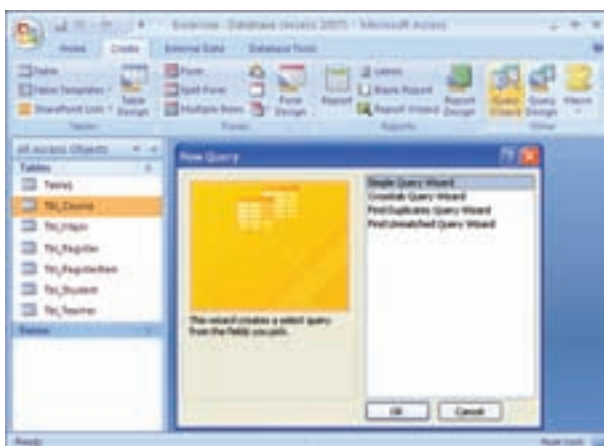 Database (Access 2007) - Microsoft Access
Home Create External Data Database Tools
Table
Table Templates
SharePoint Lists
Table Design
Tables
Form
Split Form
Multiple Items
Form Design
Forms
Report
Labels
Blank Report
Report Wizard
Report Design
Reports
Query Wizard
Query Design
Macro
Other
All Access Objects
Tables
Table1
Tbl_Course
Tbl_Major
Tbl_Register
Tbl_Student
Tbl_Teacher
New Query
This wizard creates a select query
from the fields you pick.
Simple Query Wizard
Crosstab Query Wizard
Find Duplicates Query Wizard
Find Unmatched Query Wizard
OK
Cancel
Ready
Num Lock